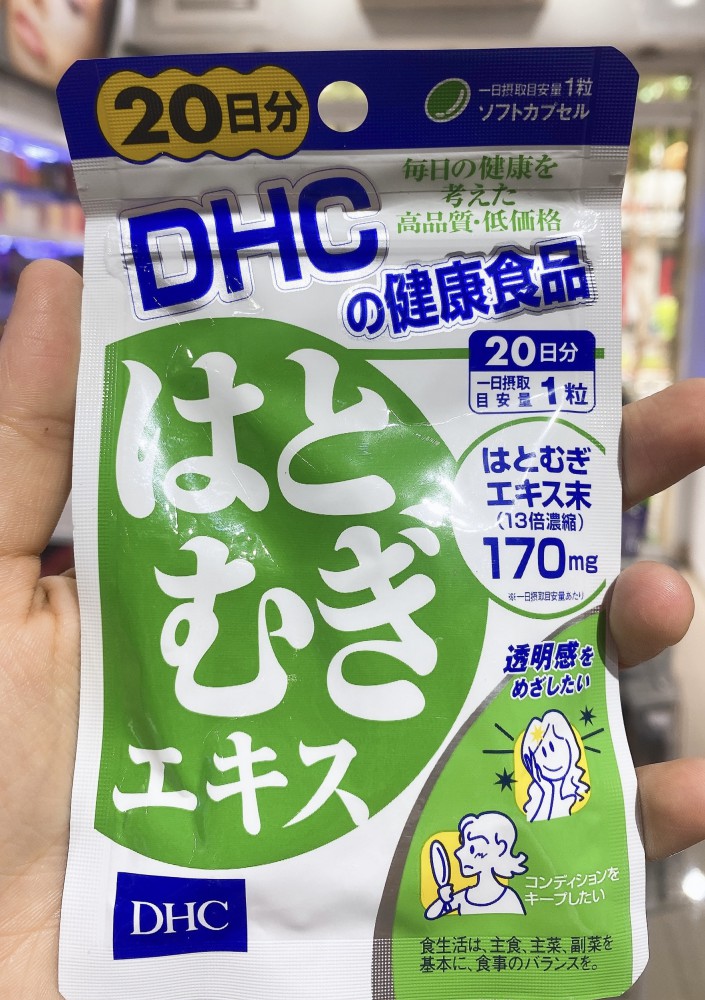 20日分
一日摂取目安量1粒
ソフトカプセル
毎日の健康を
考えた
高品質・低価格
DHC
の健康食品
20日分
一日摂取
目安量 1粒
はと
むぎ
エキス
はとむぎ
エキス末
(13倍濃縮)
170mg
※一日摂取目安量あたり
透明感を
めざしたい
コンディションを
キープしたい
DHC
食生活は、主食、主菜、副菜を
基本に、食事のバランスを。